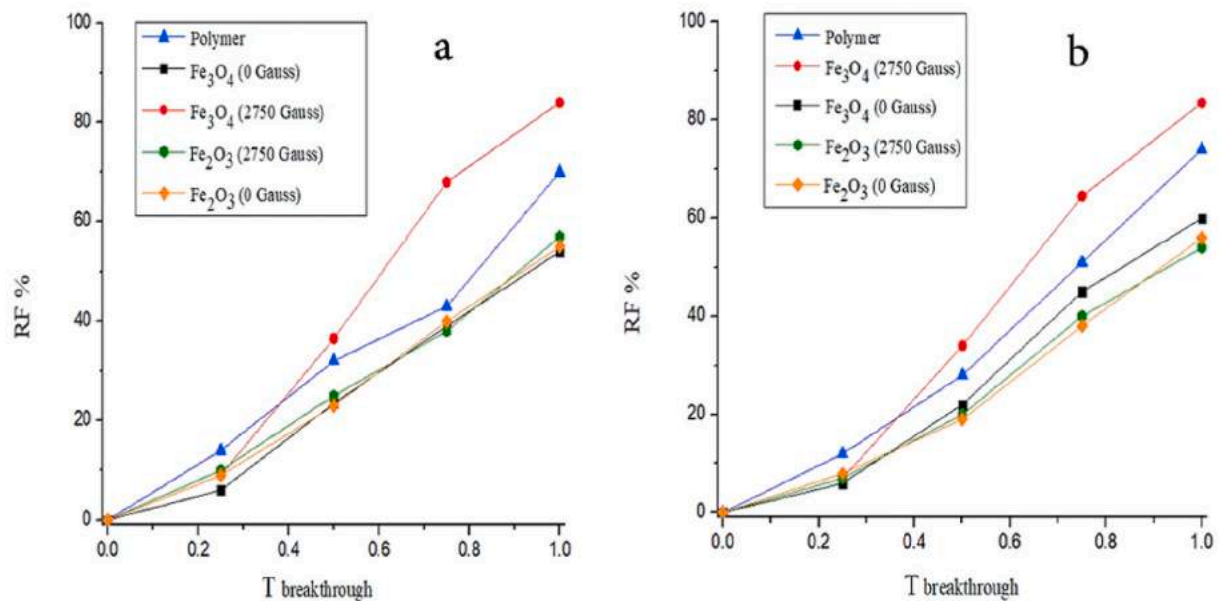 a
Polymer
Fe3O4 (0 Gauss)
Fe3O4 (2750 Gauss)
Fe2O3 (2750 Gauss)
Fe2O3 (0 Gauss)
RF %
100
80
60
40
20
0
0.0 0.2 0.4 0.6 0.8 1.0
T breakthrough
b
Polymer
Fe3O4 (2750 Gauss)
Fe3O4 (0 Gauss)
Fe2O3 (2750 Gauss)
Fe2O3 (0 Gauss)
RF %
100
80
60
40
20
0
0.0 0.2 0.4 0.6 0.8 1.0
T breakthrough